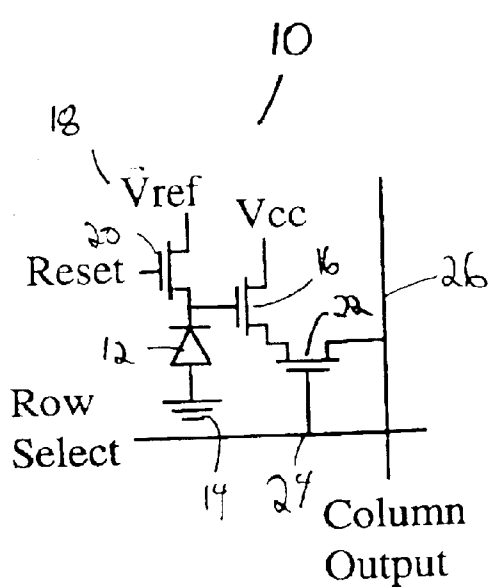 10
18
Vref
Vcc
20
Reset
16
26
22
12
Row
Select
14
24
Column
Output